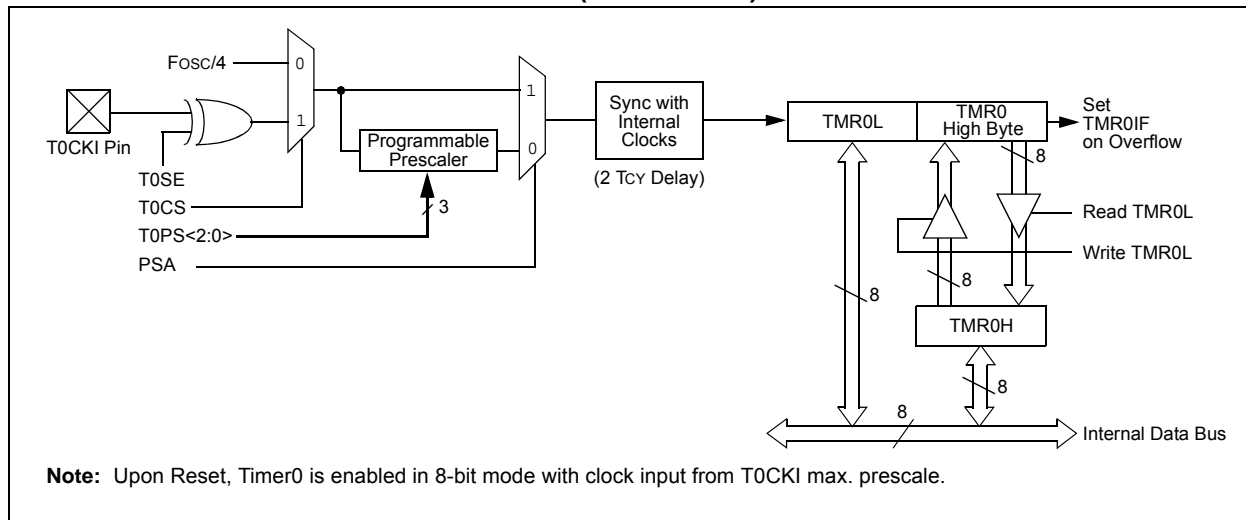 FOSC/4
0
1
T0CKI Pin
T0SE
T0CS
T0PS<2:0>
PSA
Programmable
Prescaler
3
1
0
Sync with
Internal
Clocks
(2 TCY Delay)
TMR0L
TMR0
High Byte
Set
TMR0IF
on Overflow
8
Read TMR0L
Write TMR0L
8
8
TMR0H
8
8
Internal Data Bus
Note: Upon Reset, Timer0 is enabled in 8-bit mode with clock input from T0CKI max. prescale.